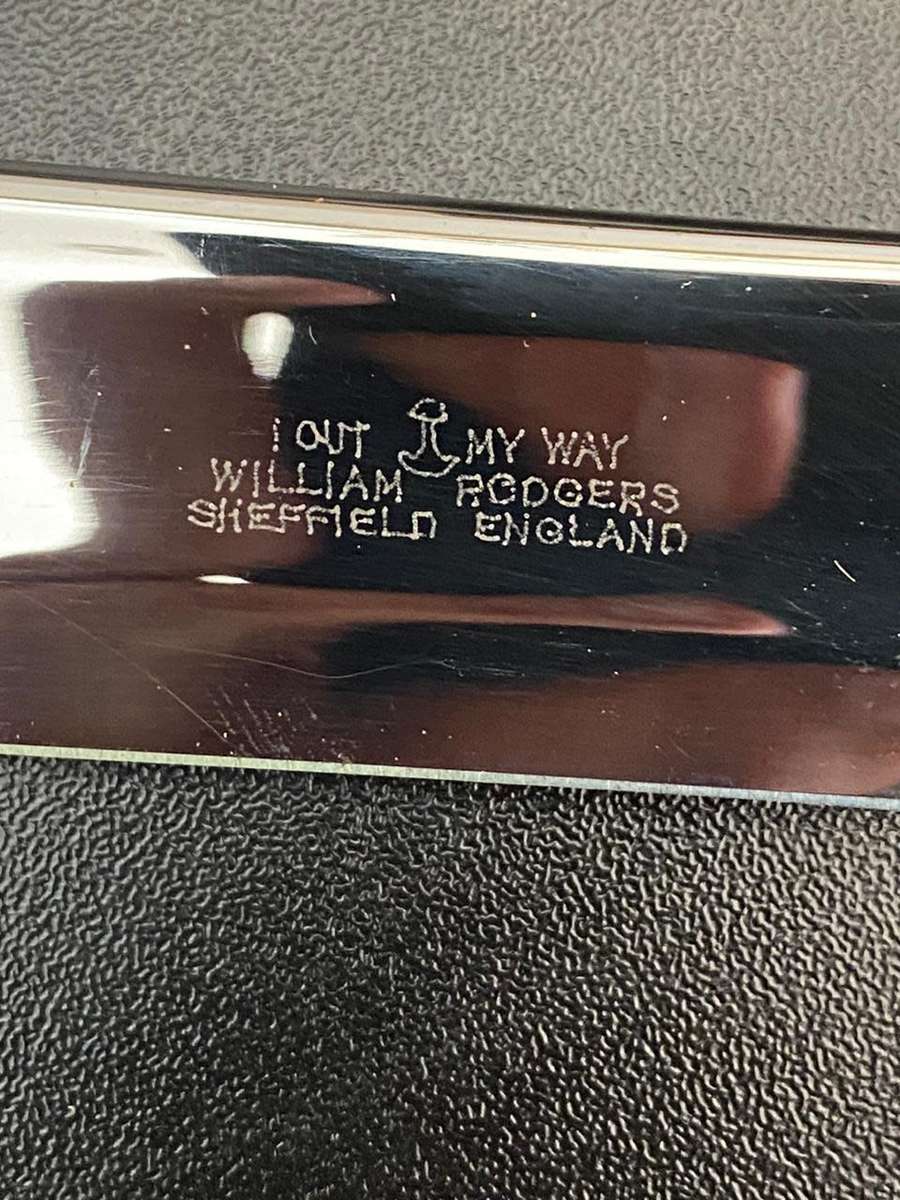 I CUT MY WAY
WILLIAM RODGERS
SHEFFIELD ENGLAND